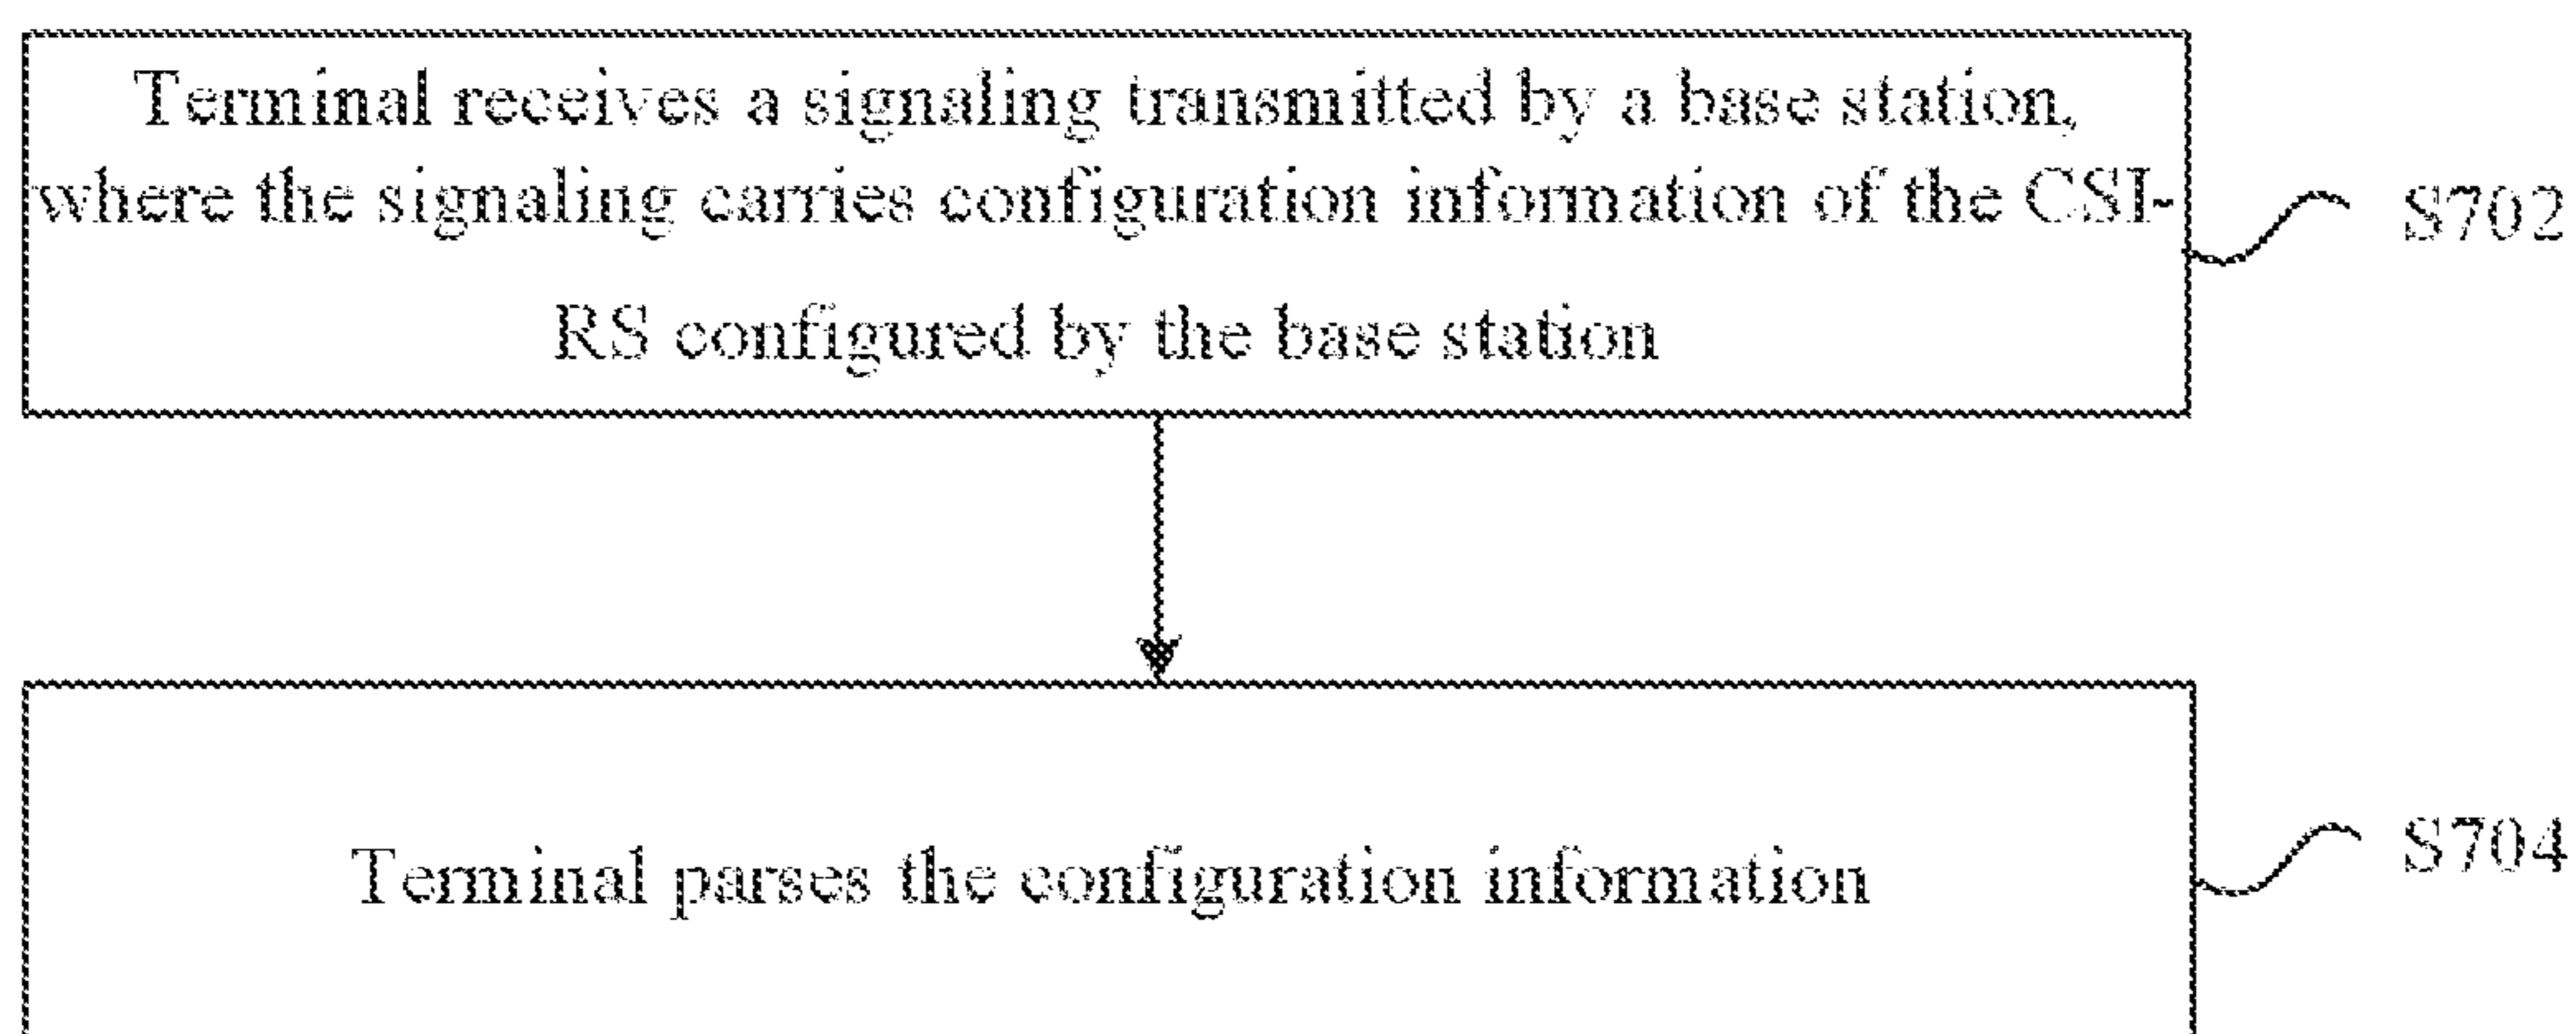 Terminal receives a signaling transmitted by a base station,
where the signaling carries configuration information of the CSI-
RS configured by the base station
S702
Terminal parses the configuration information
S704